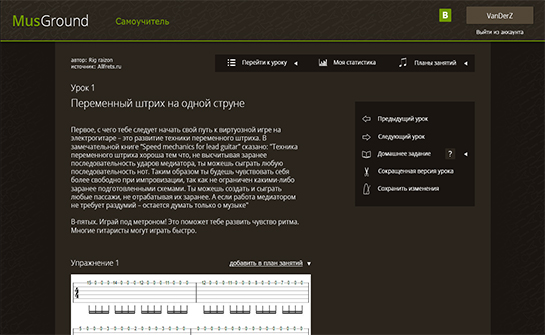 MusGround
Самоучитель
B
VanDerZ
Выйти из аккаунта
автор: Rig raizon
источник: Allfrets.ru
Перейти к уроку
Моя статистика
Планы занятий
Урок 1
Переменный штрих на одной струне
Первое, с чего тебе следует начать свой путь к виртуозной игре на
электрогитаре – это развитие техники переменного штриха. В
замечательной книге "Speed mechanics for lead guitar" сказано: "Техника
переменного штриха хороша тем что, не высчитывая заранее
последовательность ударов медиатора, ты можешь сыграть любую
последовательность нот. Таким образом ты будешь чувствовать себя
более свободно при импровизации, так как не ограничен какими-либо
заранее подготовленными схемами. Ты можешь создать и сыграть
любые пассажи, не отрабатывая их заранее. А если работа медиатором
не требует раздумий – остается думать только о музыке"
В-пятых. Играй под метроном! Это поможет тебе развить чувство ритма.
Многие гитаристы могут играть быстро.
Предыдущий урок
Следующий урок
Домашнее задание ?
Сокращенная версия урока
Сохранить изменения
Упражнение 1
добавить в план занятий